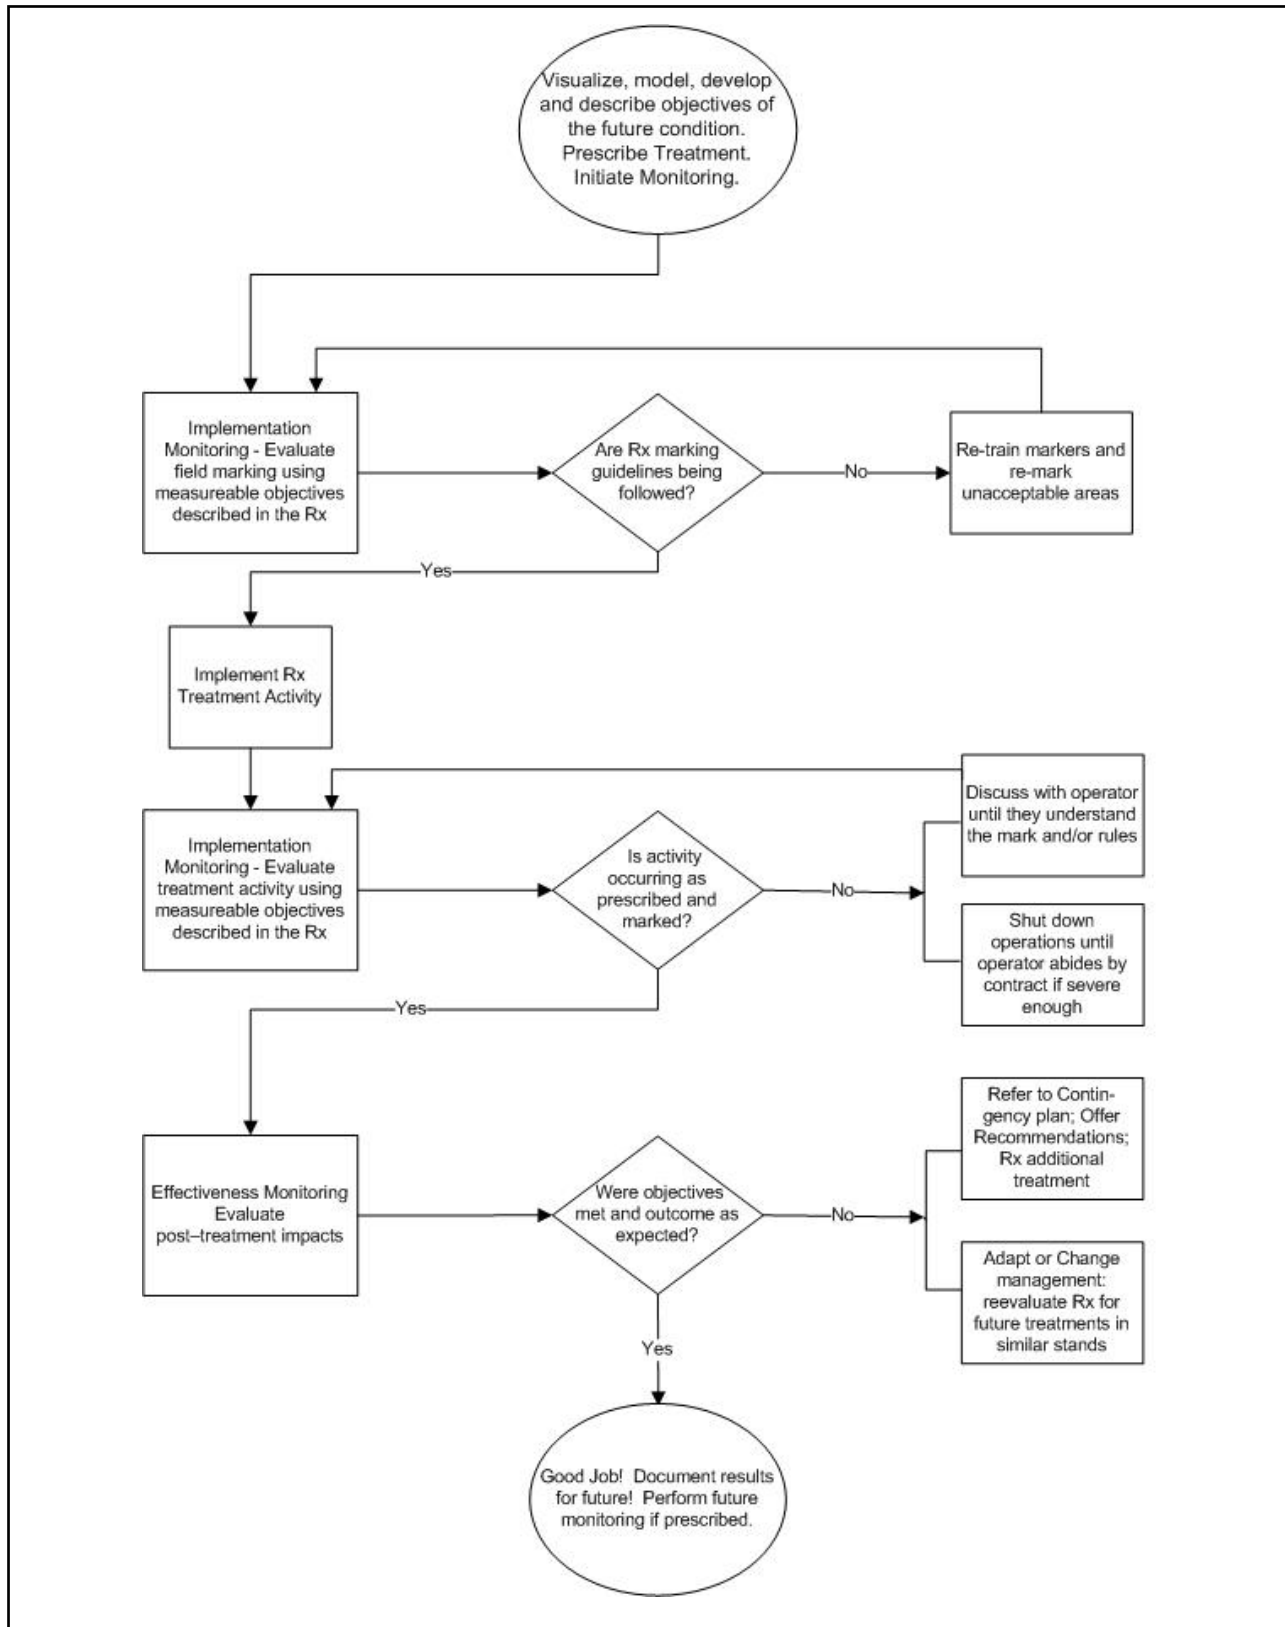 Visualize, model, develop
and describe objectives of
the future condition.
Prescribe Treatment.
Initiate Monitoring.
Implementation
Monitoring - Evaluate
field marking using
measureable objectives
described in the Rx
Are Rx marking
guidelines being
followed?
No
Re-train markers and
re-mark
unacceptable areas
Yes
Implement Rx
Treatment Activity
Implementation
Monitoring - Evaluate
treatment activity using
measureable objectives
described in the Rx
Is activity
occurring as
prescribed and
marked?
No
Discuss with operator
until they understand
the mark and/or rules
Shut down
operations until
operator abides by
contract if severe
enough
Yes
Effectiveness Monitoring
Evaluate
post–treatment impacts
Were objectives
met and outcome as
expected?
No
Refer to Contin-
gency plan; Offer
Recommendations;
Rx additional
treatment
Adapt or Change
management:
reevaluate Rx for
future treatments in
similar stands
Yes
Good Job!  Document results
for future!  Perform future
monitoring if prescribed.